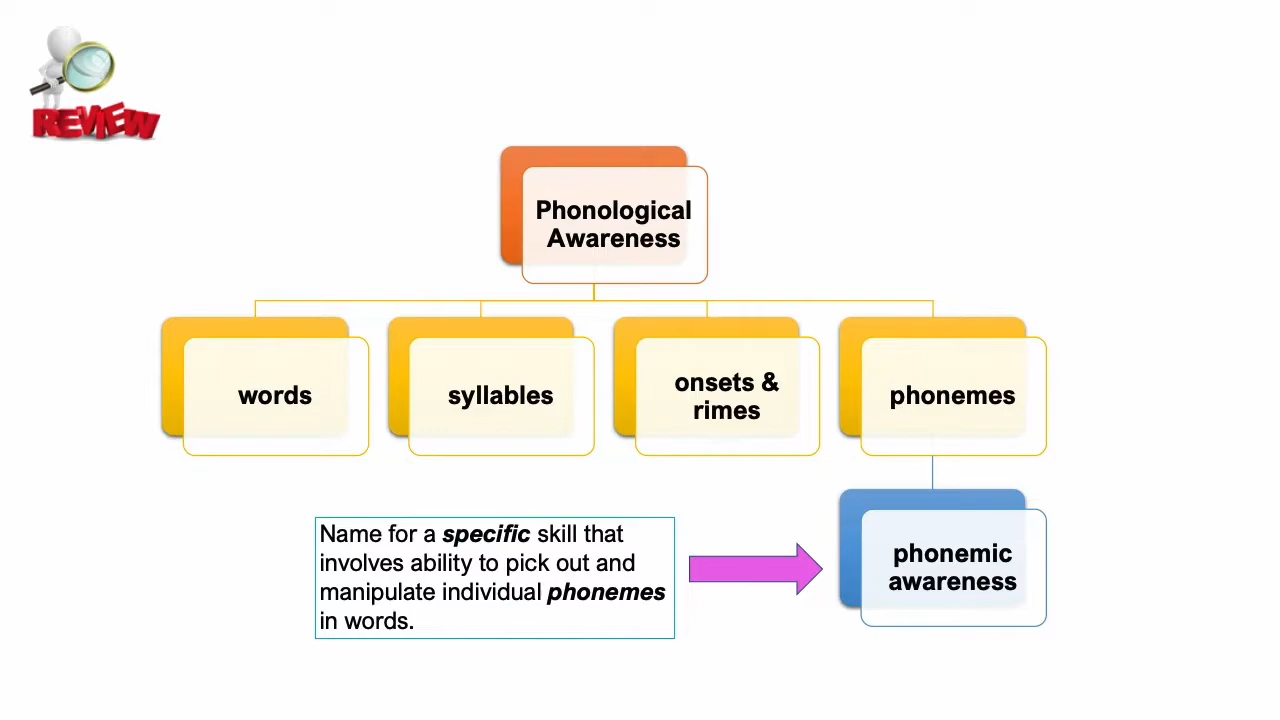 REVIEW
Phonological
Awareness
words
syllables
onsets &
rimes
phonemes
Name for a specific skill that
involves ability to pick out and
manipulate individual phonemes
in words.
phonemic
awareness